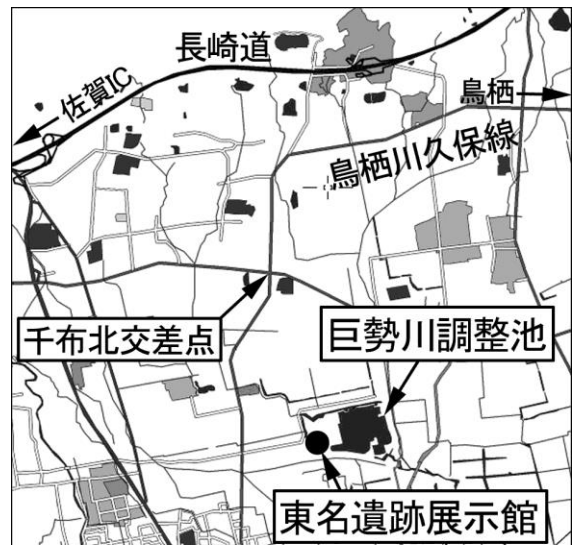 長崎道
佐賀IC
鳥栖
鳥栖川久保線
千布北交差点
巨勢川調整池
東名遺跡展示館